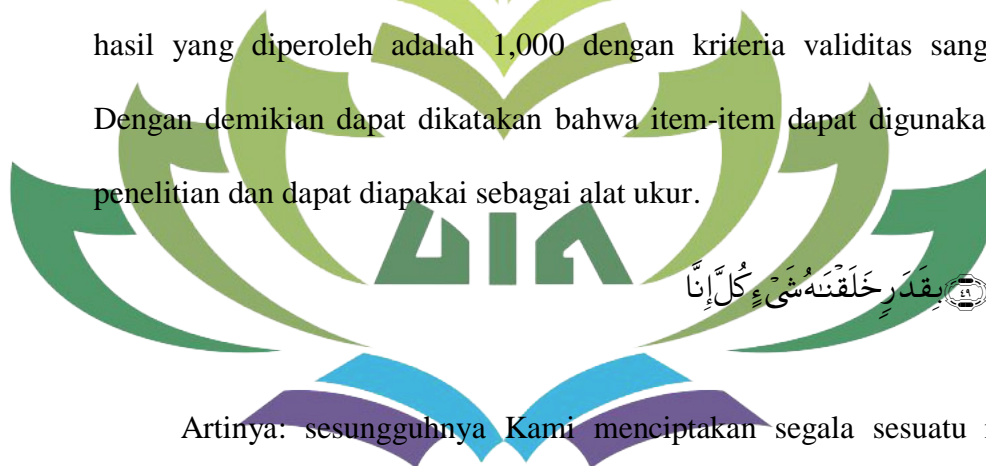 hasil yang diperoleh adalah 1,000 dengan kriteria validitas sang
Dengan demikian dapat dikatakan bahwa item-item dapat digunaka
penelitian dan dapat diapakai sebagai alat ukur.
UIN
إِنَّا كُلَّ شَىْءٍ خَلَقْنَـٰهُ بِقَدَرٍ ۝٤٩
Artinya: sesungguhnya Kami menciptakan segala sesuatu